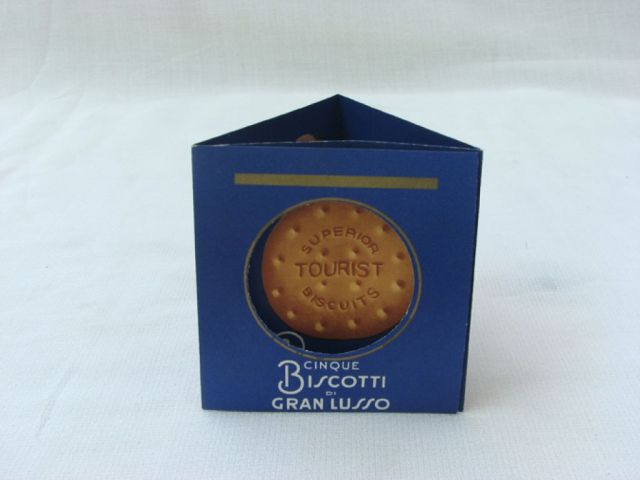 SUPERIOR
TOURIST
BISCUITS
CINQUE
BISCOTTI
DI
GRAN LUSSO